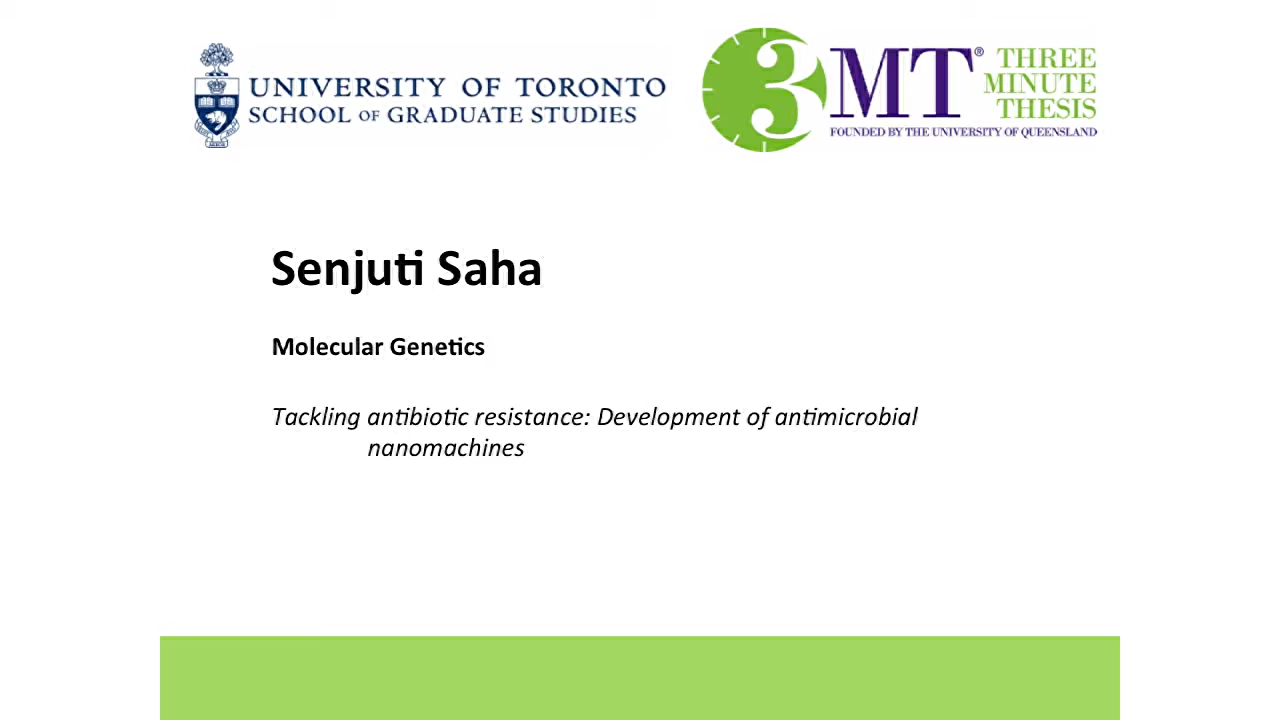 UNIVERSITY OF TORONTO
SCHOOL OF GRADUATE STUDIES
3MT® THREE
MINUTE
THESIS
FOUNDED BY THE UNIVERSITY OF QUEENSLAND
Senjuti Saha
Molecular Genetics
Tackling antibiotic resistance: Development of antimicrobial
nanomachines